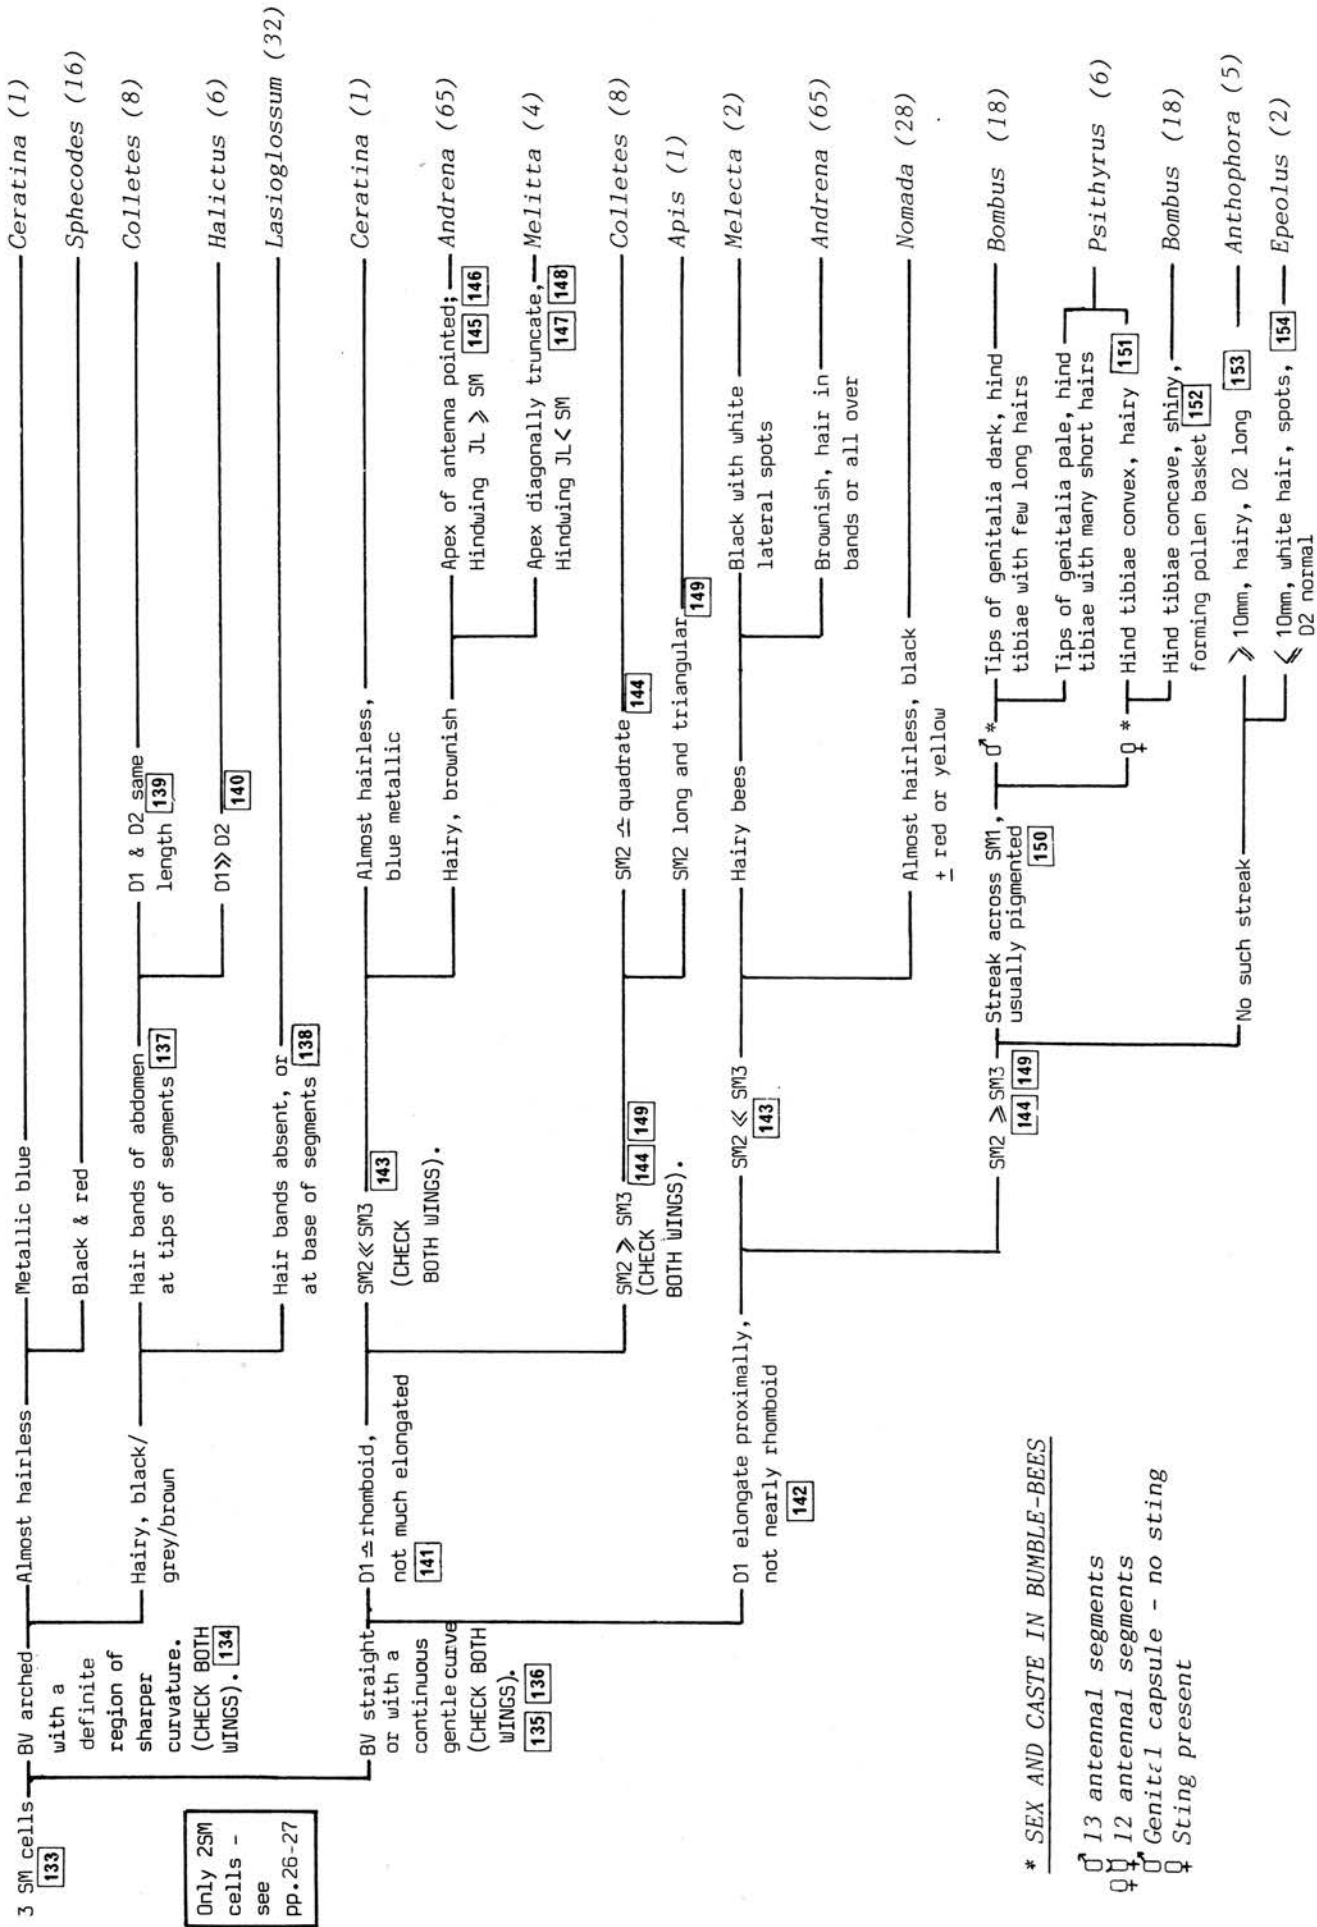 3 SM cells
133
Only 2SM
cells -
see
pp.26-27
BV arched
with a
definite
region of
sharper
curvature.
(CHECK BOTH
WINGS). 134
Almost hairless
Metallic blue
Ceratina (1)
Black & red
Sphecodes (16)
Hairy, black/
grey/brown
Hair bands of abdomen
at tips of segments 137
D1 & D2 same
length 139
Colletes (8)
D1≫D2 140
Halictus (6)
Hair bands absent, or
at base of segments 138
Lasioglossum (32)
BV straight
or with a
continuous
gentle curve
(CHECK BOTH
WINGS).
135 136
D1≏rhomboid,
not much elongated
141
SM2≪SM3
143
(CHECK
BOTH WINGS).
Almost hairless,
blue metallic
Ceratina (1)
Hairy, brownish
Apex of antenna pointed;
Hindwing JL ⩾ SM 145 146
Andrena (65)
Apex diagonally truncate,
Hindwing JL< SM 147 148
Melitta (4)
SM2 ⩾ SM3
144 149
(CHECK
BOTH WINGS).
SM2 ≏ quadrate 144
Colletes (8)
SM2 long and triangular
149
Apis (1)
D1 elongate proximally,
not nearly rhomboid
142
SM2 ≪ SM3
143
Hairy bees
Black with white
lateral spots
Melecta (2)
Brownish, hair in
bands or all over
Andrena (65)
Almost hairless, black
± red or yellow
Nomada (28)
SM2 ⩾ SM3
144 149
Streak across SM1,
usually pigmented
150
♂ *
Tips of genitalia dark, hind
tibiae with few long hairs
Bombus (18)
Tips of genitalia pale, hind
tibiae with many short hairs
Psithyrus (6)
♀ *
Hind tibiae convex, hairy 151
Hind tibiae concave, shiny,
forming pollen basket 152
Bombus (18)
No such streak
⩾ 10mm, hairy, D2 long 153
Anthophora (5)
⩽ 10mm, white hair, spots, 154
D2 normal
Epeolus (2)
* SEX AND CASTE IN BUMBLE-BEES
♂ 13 antennal segments
♀☿ 12 antennal segments
♂ Genital capsule - no sting
♀ Sting present